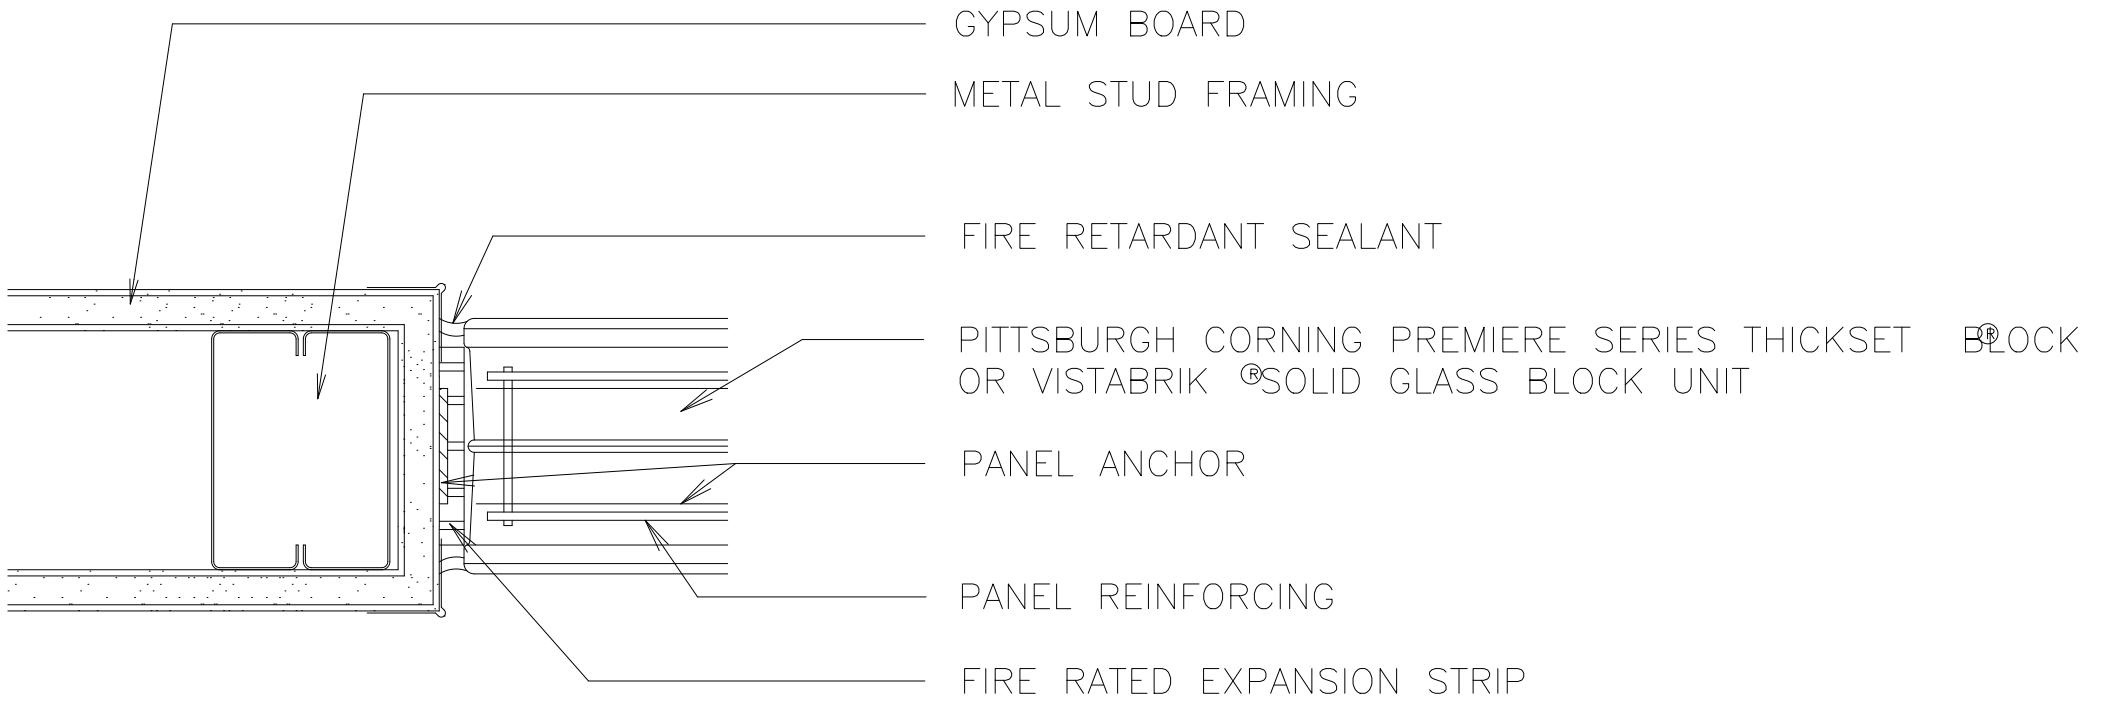 GYPSUM BOARD
METAL STUD FRAMING
FIRE RETARDANT SEALANT
PITTSBURGH CORNING PREMIERE SERIES THICKSET ® BLOCK
OR VISTABRIK ® SOLID GLASS BLOCK UNIT
PANEL ANCHOR
PANEL REINFORCING
FIRE RATED EXPANSION STRIP